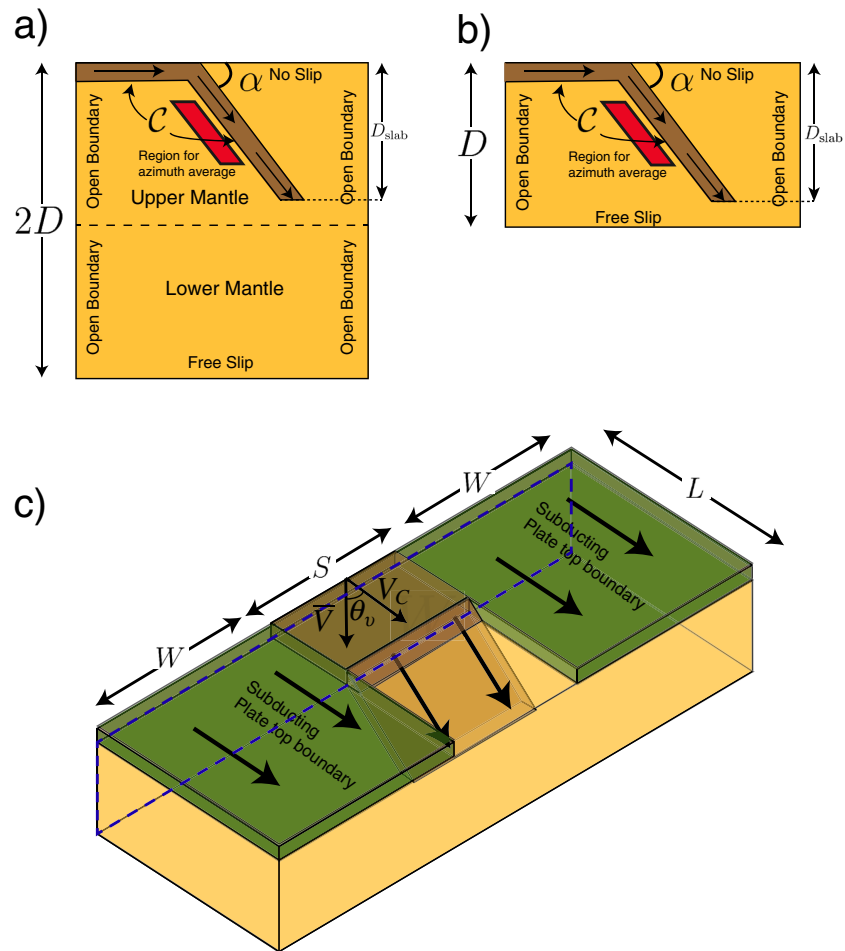 a)
α
No Slip
Open Boundary
C
D_slab
Region for
azimuth average
Open Boundary
Upper Mantle
2D
Open Boundary
Lower Mantle
Open Boundary
Free Slip
b)
α
No Slip
Open Boundary
C
D
D_slab
Region for
azimuth average
Open Boundary
Free Slip
c)
W
L
S
W
Subducting
Plate top boundary
V̅
θ_υ
V_C
Subducting
Plate top boundary